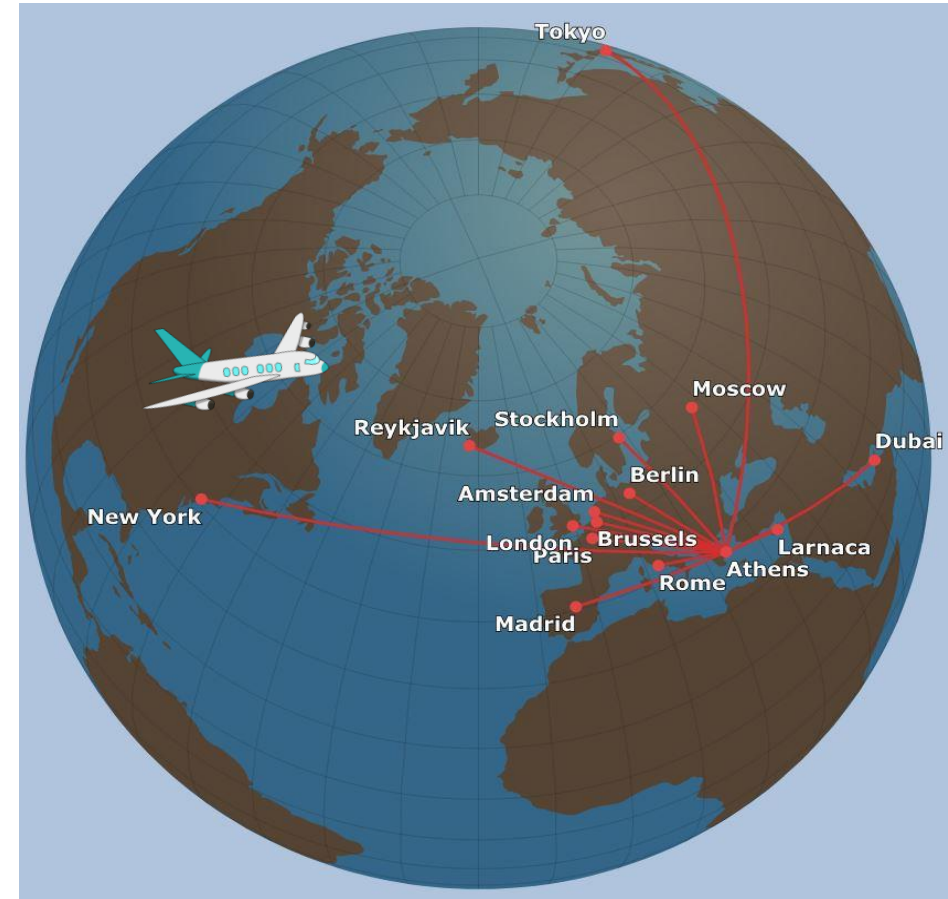 Tokyo
Moscow
Stockholm
Reykjavik
Dubai
Berlin
Amsterdam
New York
London
Brussels
Paris
Larnaca
Athens
Rome
Madrid